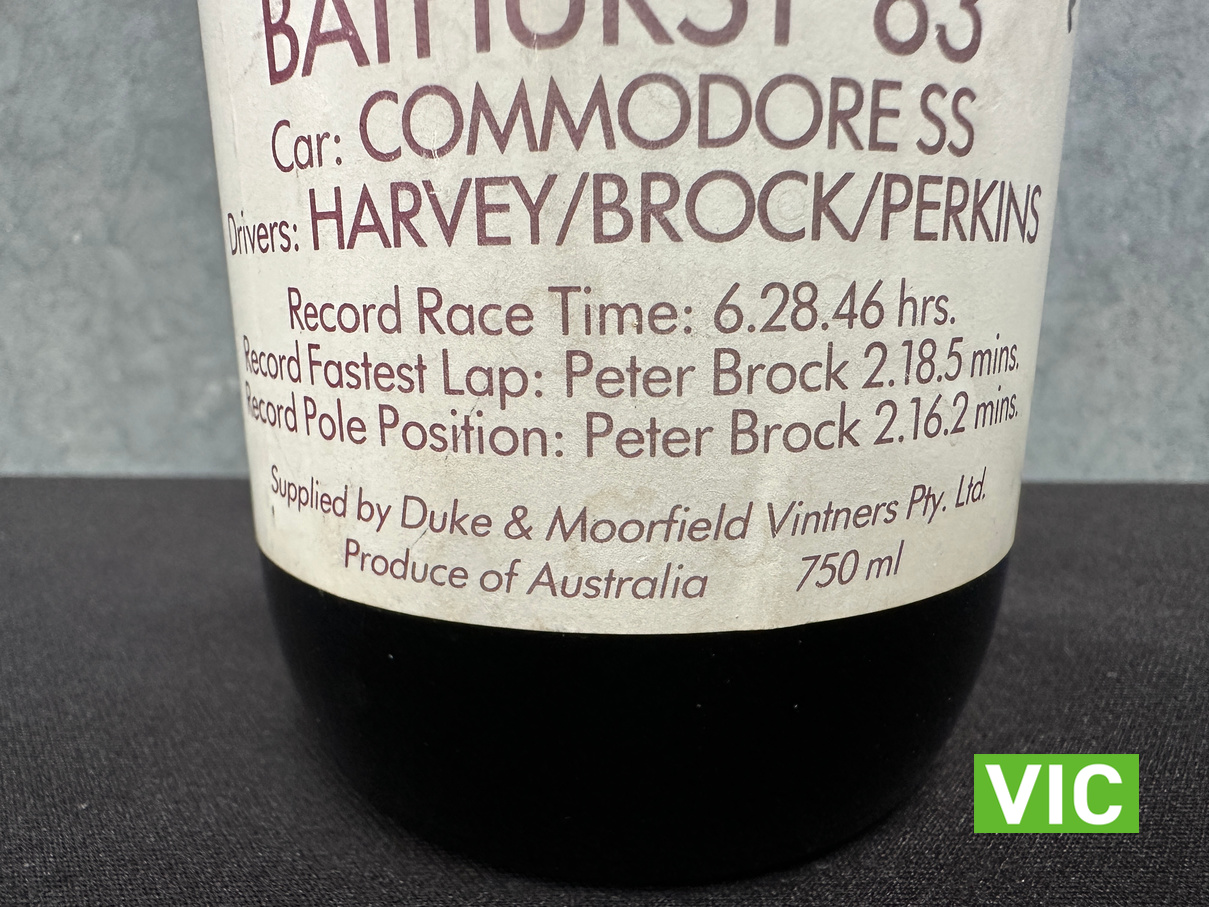 BATHURST 83
Car: COMMODORE SS
Drivers: HARVEY/BROCK/PERKINS
Record Race Time: 6.28.46 hrs.
Record Fastest Lap: Peter Brock 2.18.5 mins.
Record Pole Position: Peter Brock 2.16.2 mins.
Supplied by Duke & Moorfield Vintners Pty. Ltd.
Produce of Australia 750 ml
VIC